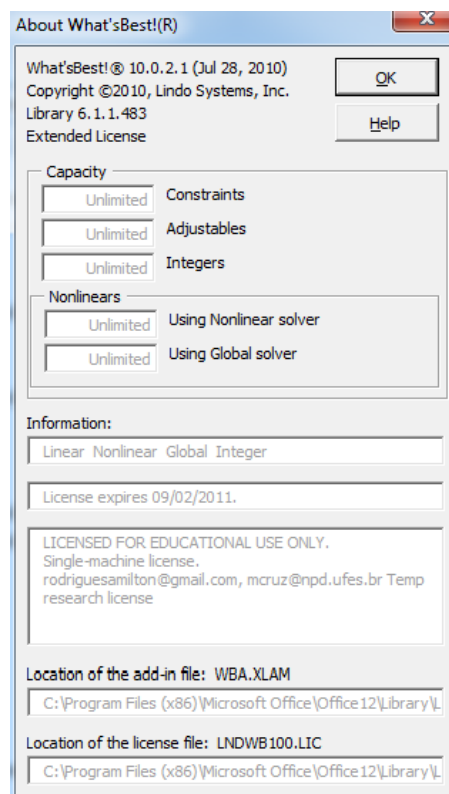 About What'sBest!(R)
What'sBest!® 10.0.2.1 (Jul 28, 2010)
Copyright ©2010, Lindo Systems, Inc.
Library 6.1.1.483
Extended License
OK
Help
Capacity
Unlimited Constraints
Unlimited Adjustables
Unlimited Integers
Nonlinears
Unlimited Using Nonlinear solver
Unlimited Using Global solver
Information:
Linear Nonlinear Global Integer
License expires 09/02/2011.
LICENSED FOR EDUCATIONAL USE ONLY.
Single-machine license.
rodriguesamilton@gmail.com, mcruz@npd.ufes.br Temp
research license
Location of the add-in file: WBA.XLAM
C:\Program Files (x86)\Microsoft Office\Office12\Library\L
Location of the license file: LNDWB100.LIC
C:\Program Files (x86)\Microsoft Office\Office12\Library\L